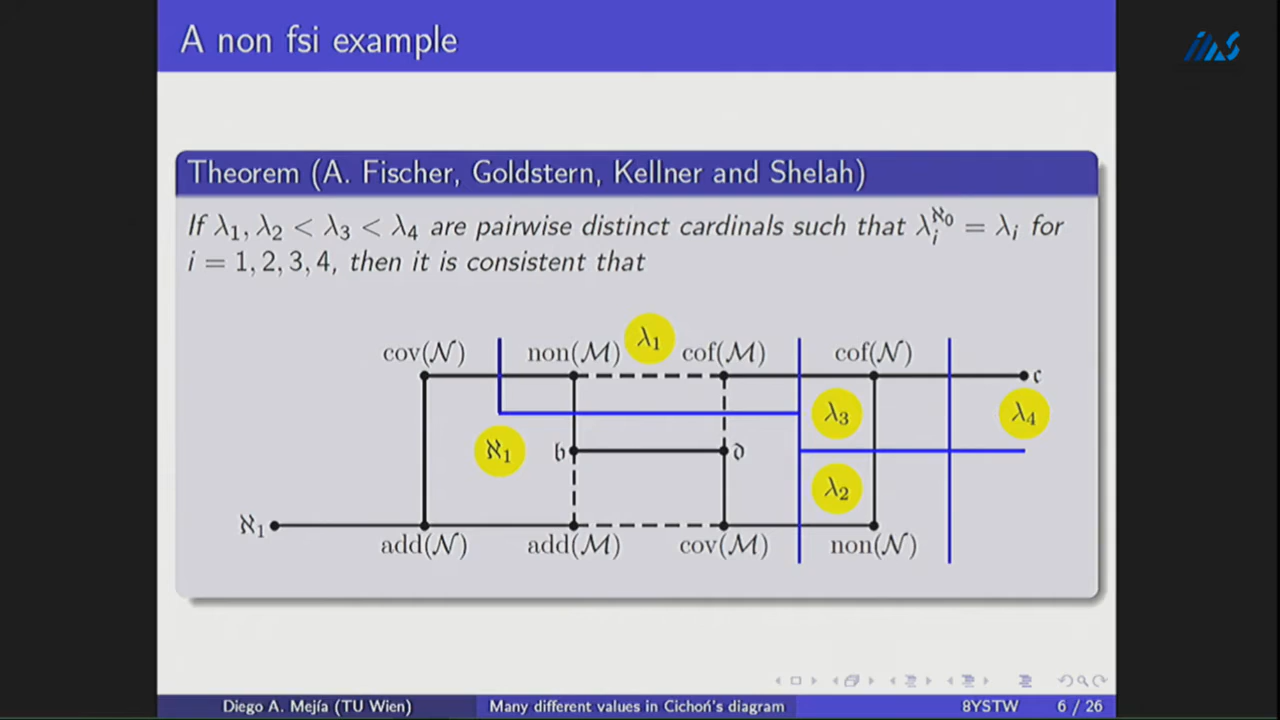 A non fsi example
IMS
Theorem (A. Fischer, Goldstern, Kellner and Shelah)
If λ₁, λ₂ < λ₃ < λ₄ are pairwise distinct cardinals such that λᵢ^ℵ₀ = λᵢ for
i = 1, 2, 3, 4, then it is consistent that
cov(𝒩) non(ℳ) λ₁ cof(ℳ) cof(𝒩)
𝔠
λ₃ λ₄
ℵ₁ 𝔟 𝔡
λ₂
ℵ₁
add(𝒩) add(ℳ) cov(ℳ) non(𝒩)
Diego A. Mejía (TU Wien) Many different values in Cichoń's diagram 8YSTW 6 / 26